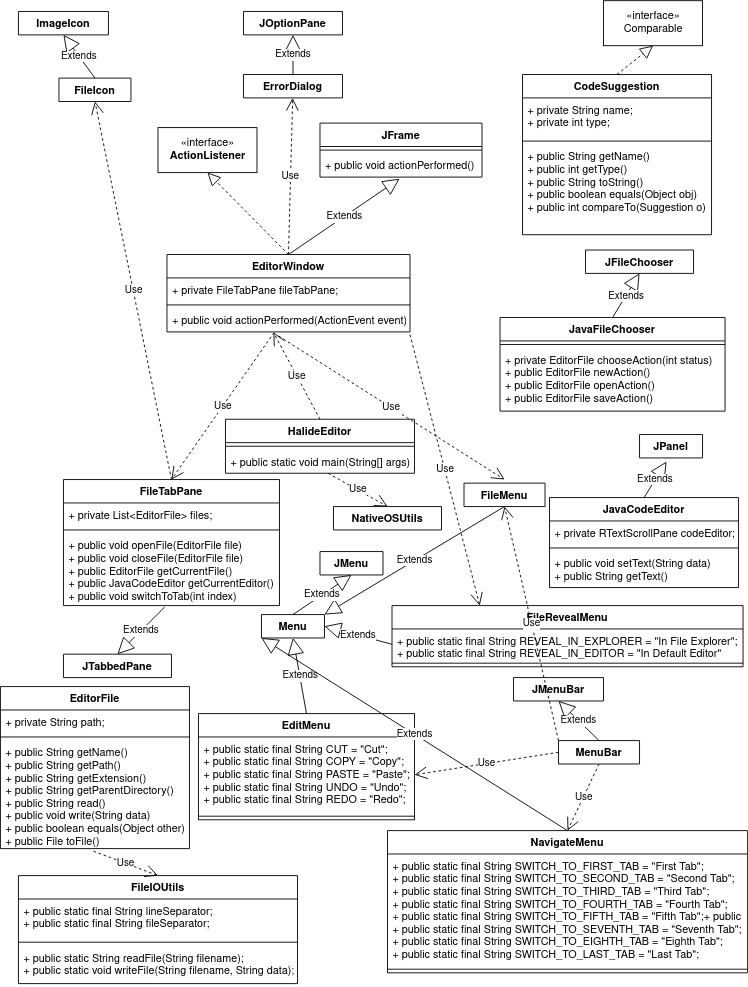 ImageIcon
Extends
FileIcon
JOptionPane
Extends
ErrorDialog
«interface»
ActionListener
JFrame
+ public void actionPerformed()
Use
Extends
«interface»
Comparable
CodeSuggestion
+ private String name;
+ private int type;
+ public String getName()
+ public int getType()
+ public String toString()
+ public boolean equals(Object obj)
+ public int compareTo(Suggestion o)
EditorWindow
+ private FileTabPane fileTabPane;
+ public void actionPerformed(ActionEvent event)
Use
JFileChooser
Extends
JavaFileChooser
+ private EditorFile chooseAction(int status)
+ public EditorFile newAction()
+ public EditorFile openAction()
+ public EditorFile saveAction()
Use
Use
Use
HalideEditor
+ public static void main(String[] args)
Use
Use
NativeOSUtils
FileMenu
JPanel
Extends
JavaCodeEditor
+ private RTextScrollPane codeEditor;
+ public void setText(String data)
+ public String getText()
FileTabPane
+ private List<EditorFile> files;
+ public void openFile(EditorFile file)
+ public void closeFile(EditorFile file)
+ public EditorFile getCurrentFile()
+ public JavaCodeEditor getCurrentEditor()
+ public void switchToTab(int index)
Extends
JTabbedPane
JMenu
Extends
Extends
Menu
Extends
FileRevealMenu
Use
+ public static final String REVEAL_IN_EXPLORER = "In File Explorer";
+ public static final String REVEAL_IN_EDITOR = "In Default Editor"
Extends
JMenuBar
Extends
MenuBar
Use
Use
EditorFile
+ private String path;
+ public String getName()
+ public String getPath()
+ public String getExtension()
+ public String getParentDirectory()
+ public String read()
+ public void write(String data)
+ public boolean equals(Object other)
+ public File toFile()
Use
EditMenu
Extends
+ public static final String CUT = "Cut";
+ public static final String COPY = "Copy";
+ public static final String PASTE = "Paste";
+ public static final String UNDO = "Undo";
+ public static final String REDO = "Redo";
NavigateMenu
+ public static final String SWITCH_TO_FIRST_TAB = "First Tab";
+ public static final String SWITCH_TO_SECOND_TAB = "Second Tab";
+ public static final String SWITCH_TO_THIRD_TAB = "Third Tab";
+ public static final String SWITCH_TO_FOURTH_TAB = "Fourth Tab";
+ public static final String SWITCH_TO_FIFTH_TAB = "Fifth Tab";+ public
+ public static final String SWITCH_TO_SEVENTH_TAB = "Seventh Tab";
+ public static final String SWITCH_TO_EIGHTH_TAB = "Eighth Tab";
+ public static final String SWITCH_TO_LAST_TAB = "Last Tab";
FileIOUtils
+ public static final String lineSeparator;
+ public static final String fileSeparator;
+ public static String readFile(String filename);
+ public static void writeFile(String filename, String data);